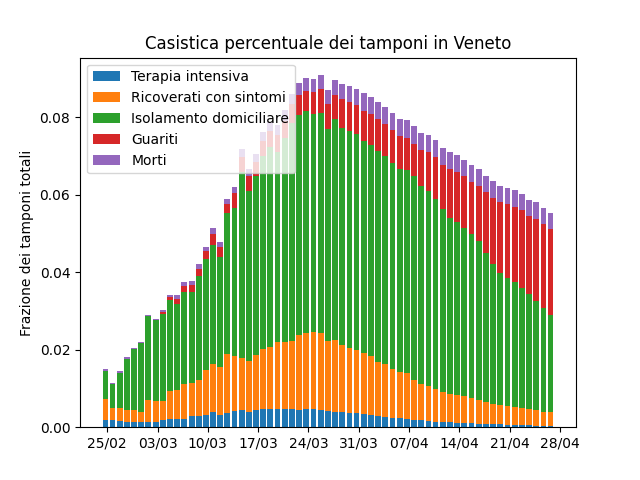 Casistica percentuale dei tamponi in Veneto
Terapia intensiva
Ricoverati con sintomi
Isolamento domiciliare
Guariti
Morti
Frazione dei tamponi totali
0.08
0.06
0.04
0.02
0.00
25/02 03/03 10/03 17/03 24/03 31/03 07/04 14/04 21/04 28/04